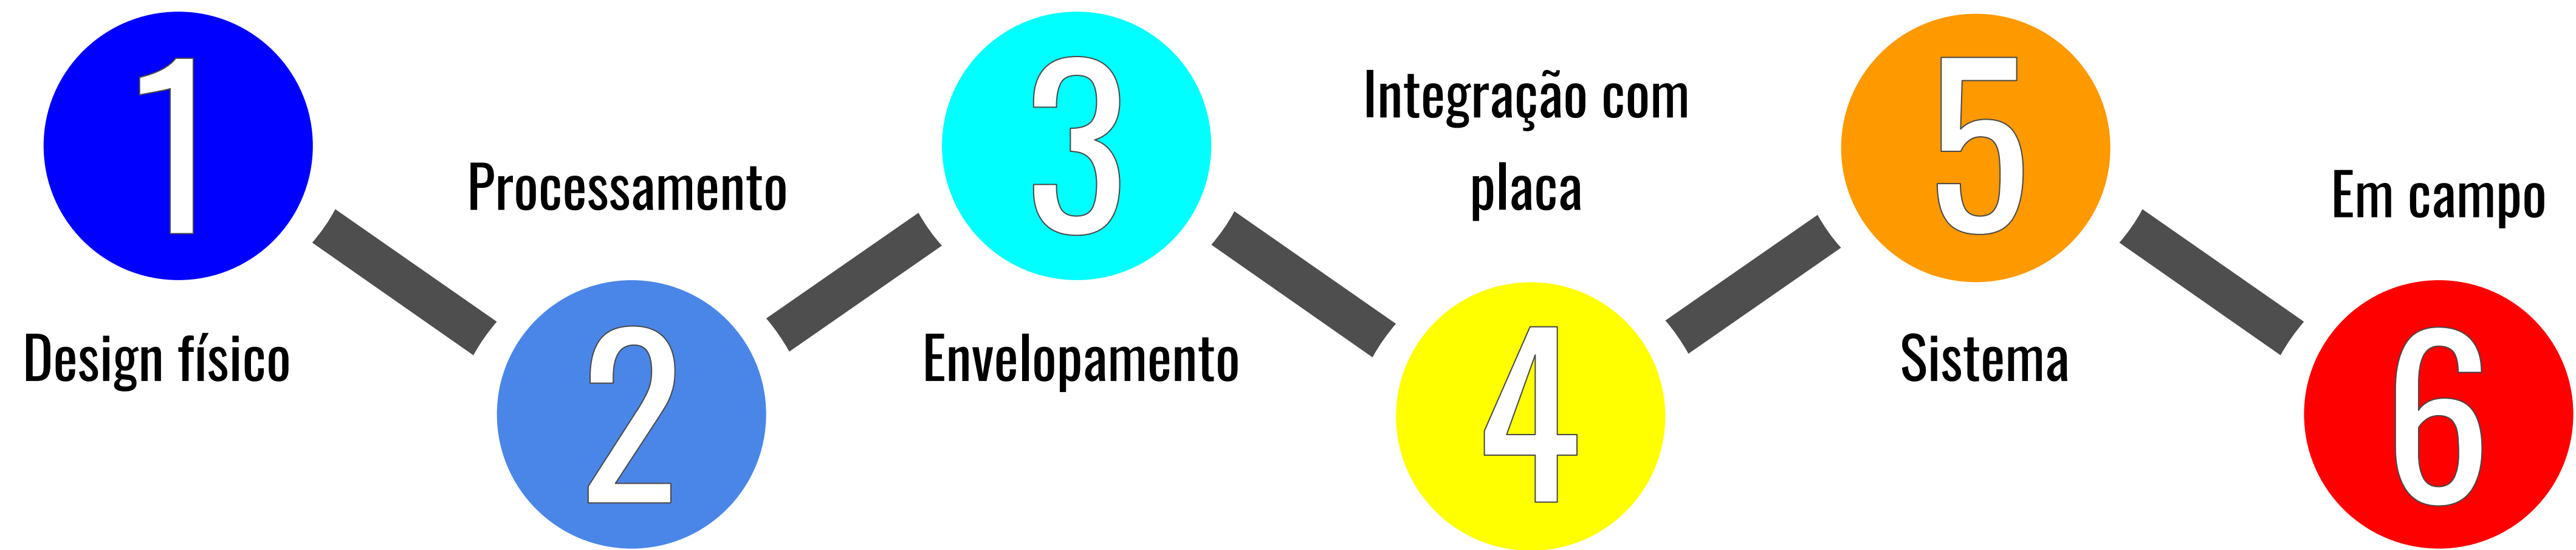 1
Design físico
Processamento
2
3
Envelopamento
Integração com
placa
4
5
Sistema
Em campo
6